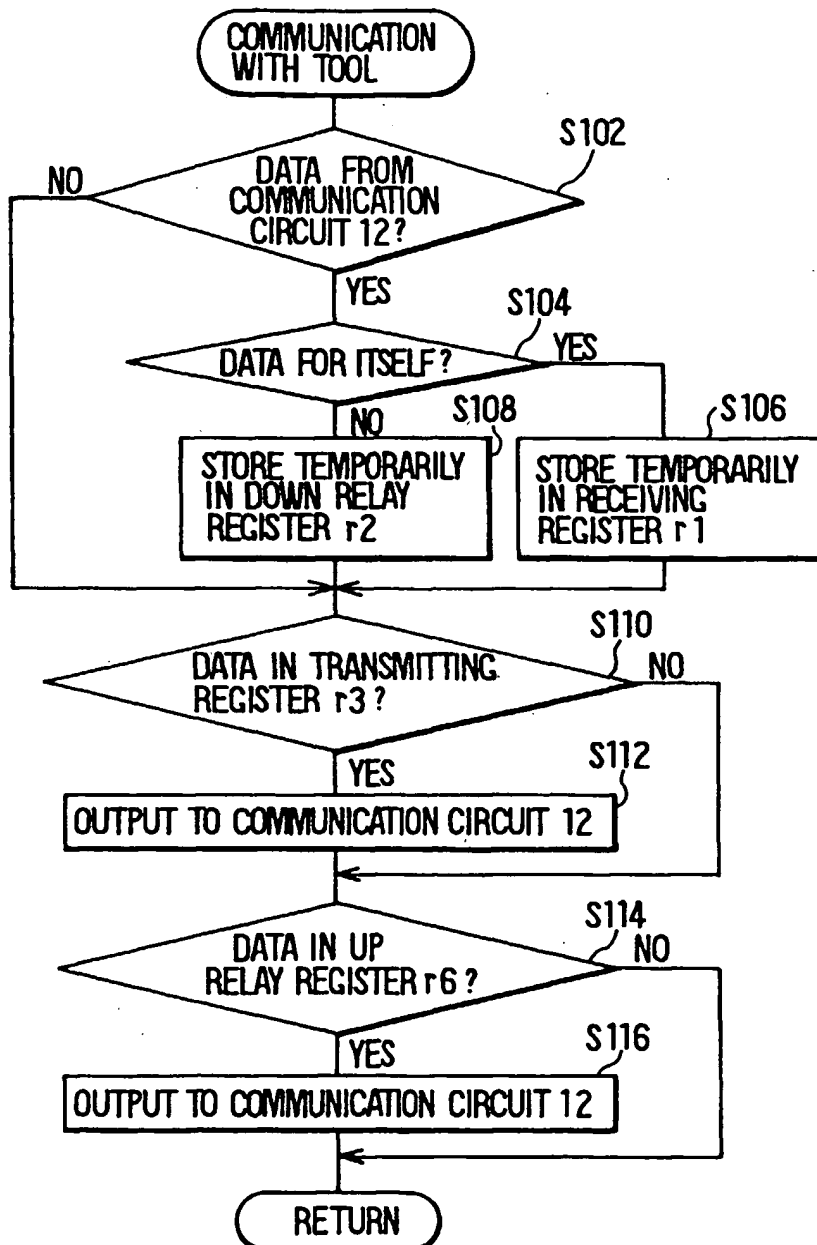 COMMUNICATION
WITH TOOL
S102
NO
DATA FROM
COMMUNICATION
CIRCUIT 12?
YES
S104
DATA FOR ITSELF?
YES
NO
S108
S106
STORE TEMPORARILY
IN DOWN RELAY
REGISTER r2
STORE TEMPORARILY
IN RECEIVING
REGISTER r1
S110
DATA IN TRANSMITTING
REGISTER r3?
NO
YES
S112
OUTPUT TO COMMUNICATION CIRCUIT 12
S114
DATA IN UP
RELAY REGISTER r6?
NO
YES
S116
OUTPUT TO COMMUNICATION CIRCUIT 12
RETURN